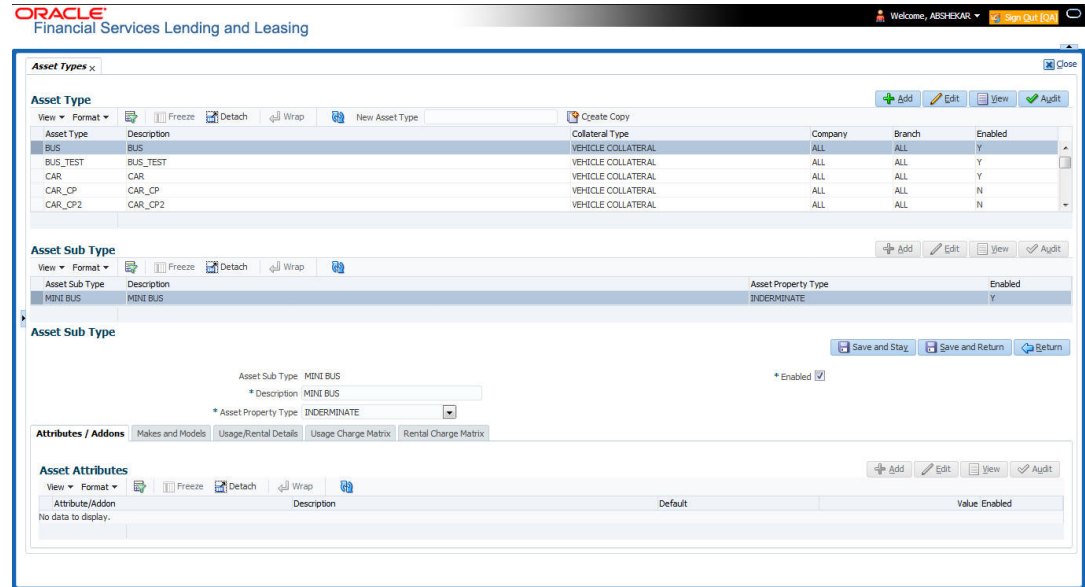 ORACLE®
Financial Services Lending and Leasing
Welcome, ABSHEKAR
Sign Out [QA]
Asset Types x
Close
Asset Type
Add Edit View Audit
View Format Freeze Detach Wrap New Asset Type Create Copy
Asset Type Description Collateral Type Company Branch Enabled
BUS BUS VEHICLE COLLATERAL ALL ALL Y
BUS_TEST BUS_TEST VEHICLE COLLATERAL ALL ALL Y
CAR CAR VEHICLE COLLATERAL ALL ALL Y
CAR_CP CAR_CP VEHICLE COLLATERAL ALL ALL N
CAR_CP2 CAR_CP2 VEHICLE COLLATERAL ALL ALL N
Asset Sub Type
Add Edit View Audit
View Format Freeze Detach Wrap
Asset Sub Type Description Asset Property Type Enabled
MINI BUS MINI BUS INDERMINATE Y
Asset Sub Type
Save and Stay Save and Return Return
Asset Sub Type MINI BUS
* Enabled
* Description MINI BUS
* Asset Property Type INDERMINATE
Attributes / Addons Makes and Models Usage/Rental Details Usage Charge Matrix Rental Charge Matrix
Asset Attributes
Add Edit View Audit
View Format Freeze Detach Wrap
Attribute/Addon Description Default Value Enabled
No data to display.